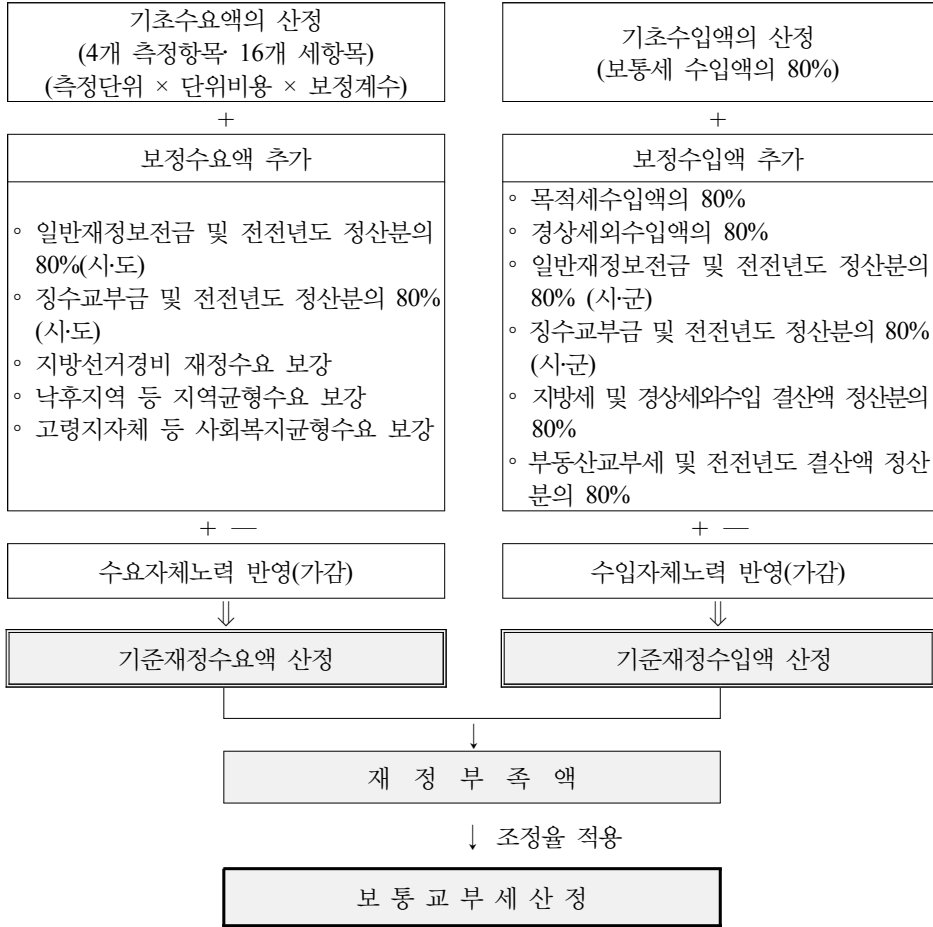 기초수요액의 산정
(4개 측정항목· 16개 세항목)
(측정단위 × 단위비용 × 보정계수)
+
보정수요액 추가
◦ 일반재정보전금 및 전전년도 정산분의
80%(시·도)
◦ 징수교부금 및 전전년도 정산분의 80%
(시·도)
◦ 지방선거경비 재정수요 보강
◦ 낙후지역 등 지역균형수요 보강
◦ 고령지자체 등 사회복지균형수요 보강
+ ―
수요자체노력 반영(가감)
⇓
기준재정수요액 산정
기초수입액의 산정
(보통세 수입액의 80%)
+
보정수입액 추가
◦ 목적세수입액의 80%
◦ 경상세외수입액의 80%
◦ 일반재정보전금 및 전전년도 정산분의
80% (시·군)
◦ 징수교부금 및 전전년도 정산분의 80%
(시·군)
◦ 지방세 및 경상세외수입 결산액 정산분의
80%
◦ 부동산교부세 및 전전년도 결산액 정산
분의 80%
+ ―
수입자체노력 반영(가감)
⇓
기준재정수입액 산정
↓
재 정 부 족 액
↓ 조정율 적용
보 통 교 부 세 산 정